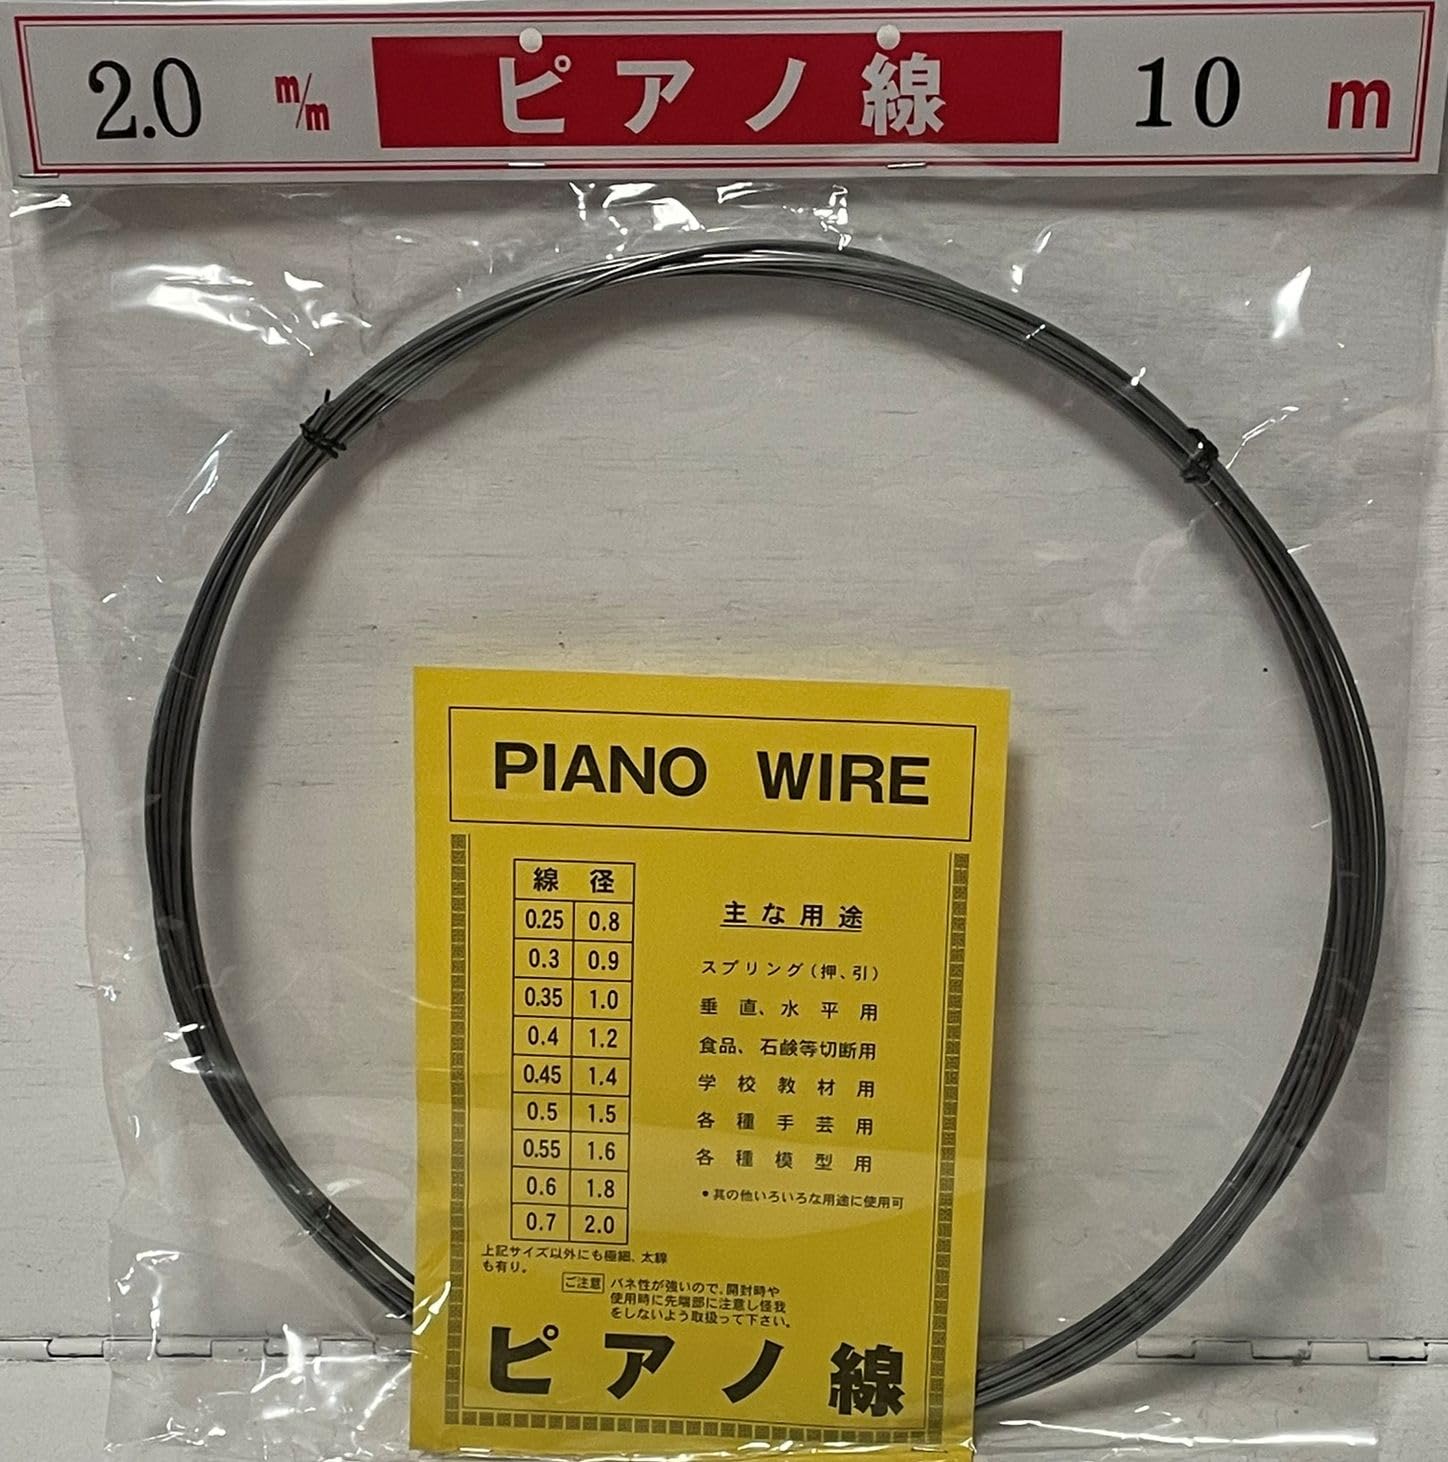 2.0 m/m ピアノ線 10 m
PIANO WIRE
線径
0.25 0.8
0.3 0.9
0.35 1.0
0.4 1.2
0.45 1.4
0.5 1.5
0.55 1.6
0.6 1.8
0.7 2.0
主な用途
スプリング(押、引)
垂直、水平用
食品、石鹸等切断用
学校教材用
各種手芸用
各種模型用
•其の他いろいろな用途に使用可
上記サイズ以外にも極細、太線
も有り。
ご注意 バネ性が強いので、開封時や
使用時に先端部に注意し怪我
をしないよう取扱って下さい。
ピアノ線